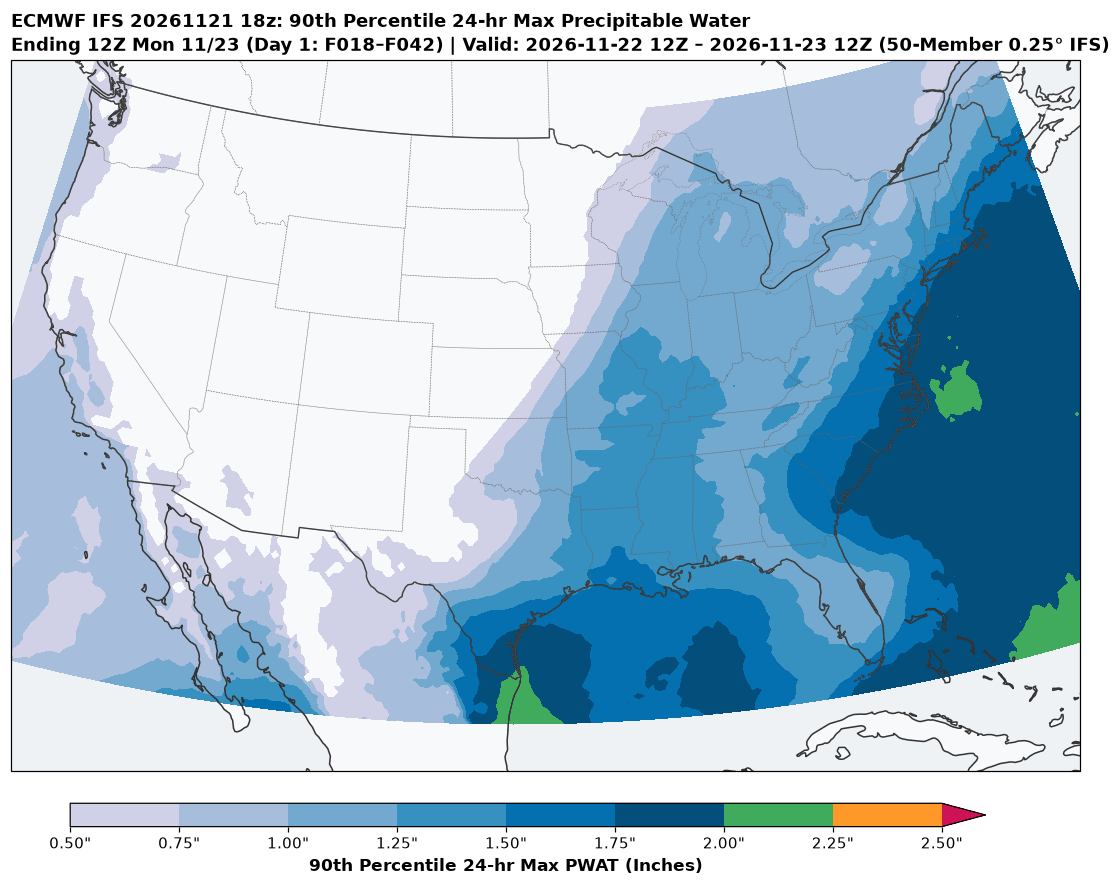 ECMWF IFS 20261121 18z: 90th Percentile 24-hr Max Precipitable Water
Ending 12Z Mon 11/23 (Day 1: F018–F042) | Valid: 2026-11-22 12Z – 2026-11-23 12Z (50-Member 0.25° IFS)
0.50" 0.75" 1.00" 1.25" 1.50" 1.75" 2.00" 2.25" 2.50"
90th Percentile 24-hr Max PWAT (Inches)